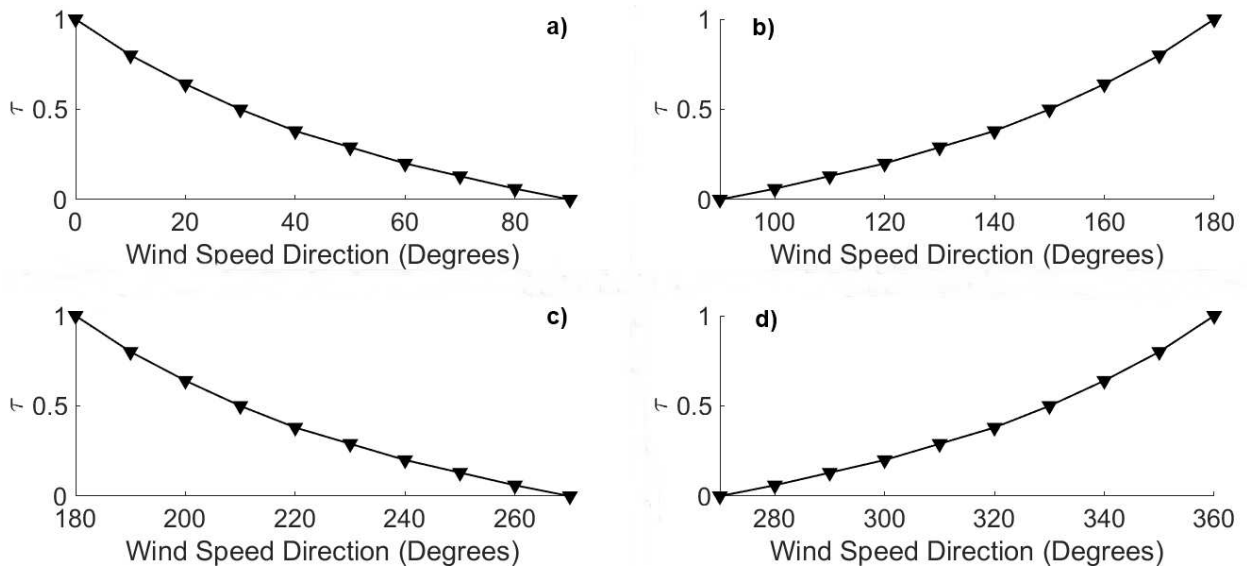 a)
1
0.5
0
τ
0 20 40 60 80
Wind Speed Direction (Degrees)
b)
1
0.5
0
τ
100 120 140 160 180
Wind Speed Direction (Degrees)
c)
1
0.5
0
τ
180 200 220 240 260
Wind Speed Direction (Degrees)
d)
1
0.5
0
τ
280 300 320 340 360
Wind Speed Direction (Degrees)